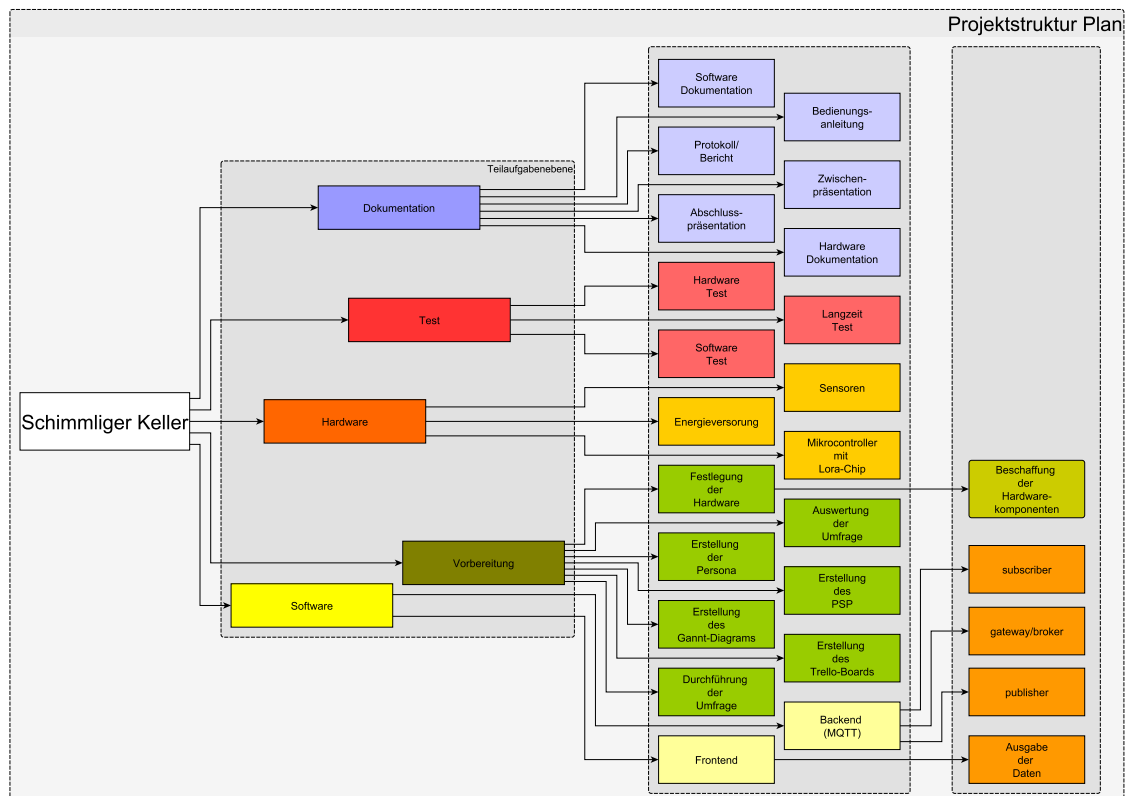 Projektstruktur Plan
Teilaufgabenebene
Schimmliger Keller
Dokumentation
Test
Hardware
Vorbereitung
Software
Software
Dokumentation
Bedienungs-
anleitung
Protokoll/
Bericht
Zwischen-
präsentation
Abschluss-
präsentation
Hardware
Dokumentation
Hardware
Test
Langzeit
Test
Software
Test
Sensoren
Energieversorung
Mikrocontroller
mit
Lora-Chip
Festlegung
der
Hardware
Auswertung
der
Umfrage
Erstellung
der
Persona
Erstellung
des
PSP
Erstellung
des
Gannt-Diagrams
Erstellung
des
Trello-Boards
Durchführung
der
Umfrage
Backend
(MQTT)
Frontend
Beschaffung
der
Hardware-
komponenten
subscriber
gateway/broker
publisher
Ausgabe
der
Daten